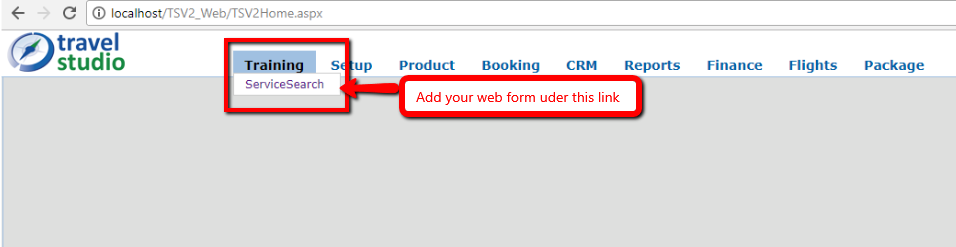 localhost/TSV2_Web/TSV2Home.aspx
travel
studio
Training Setup Product Booking CRM Reports Finance Flights Package
ServiceSearch
Add your web form uder this link